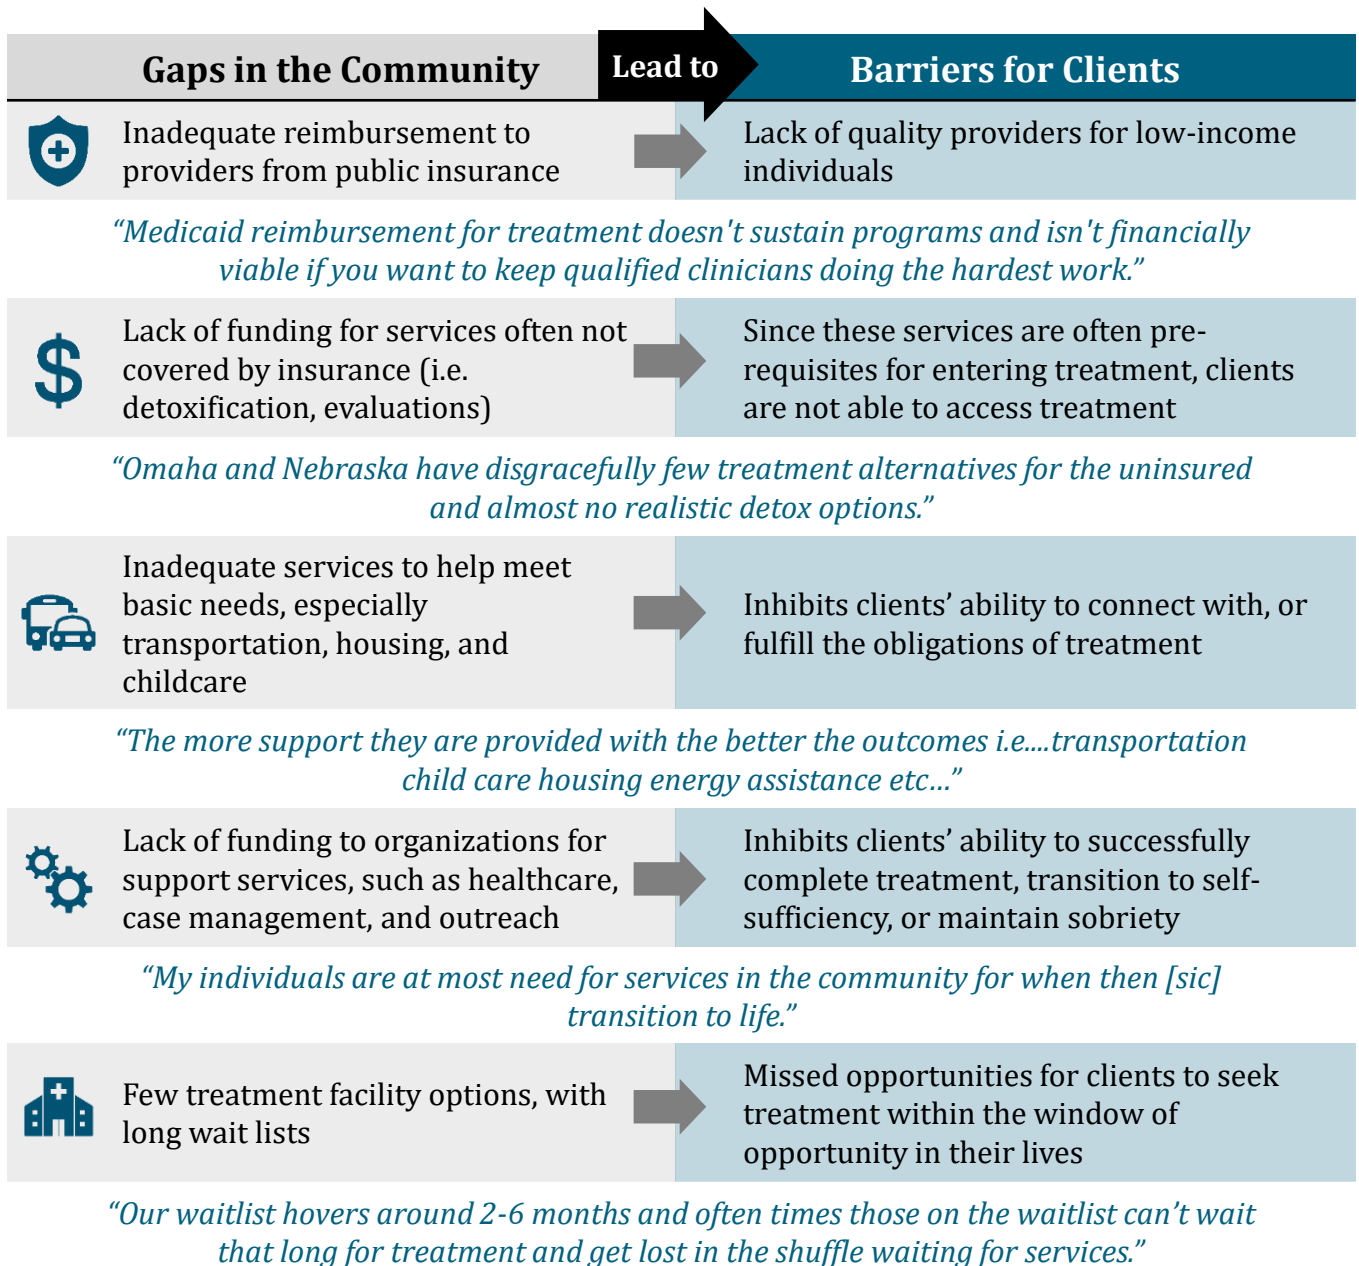 Gaps in the Community
Lead to
Barriers for Clients
Inadequate reimbursement to
providers from public insurance
Lack of quality providers for low-income
individuals
“Medicaid reimbursement for treatment doesn't sustain programs and isn't financially
viable if you want to keep qualified clinicians doing the hardest work.”
$
Lack of funding for services often not
covered by insurance (i.e.
detoxification, evaluations)
Since these services are often pre-
requisites for entering treatment, clients
are not able to access treatment
“Omaha and Nebraska have disgracefully few treatment alternatives for the uninsured
and almost no realistic detox options.”
Inadequate services to help meet
basic needs, especially
transportation, housing, and
childcare
Inhibits clients’ ability to connect with, or
fulfill the obligations of treatment
“The more support they are provided with the better the outcomes i.e....transportation
child care housing energy assistance etc…”
Lack of funding to organizations for
support services, such as healthcare,
case management, and outreach
Inhibits clients’ ability to successfully
complete treatment, transition to self-
sufficiency, or maintain sobriety
“My individuals are at most need for services in the community for when then [sic]
transition to life.”
Few treatment facility options, with
long wait lists
Missed opportunities for clients to seek
treatment within the window of
opportunity in their lives
“Our waitlist hovers around 2-6 months and often times those on the waitlist can’t wait
that long for treatment and get lost in the shuffle waiting for services.”